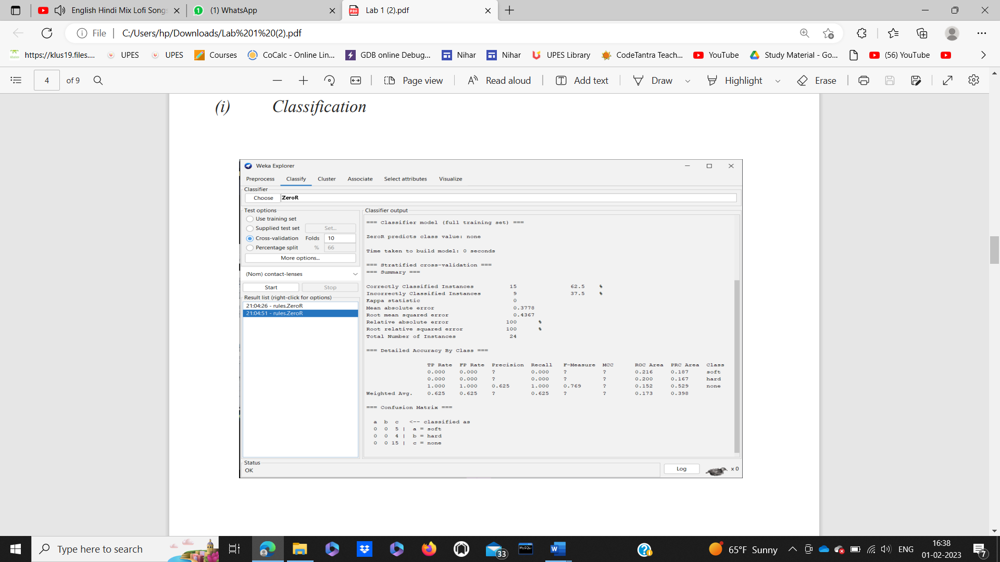 English Hindi Mix Lofi Songs
(1) WhatsApp
Lab 1 (2).pdf
File
C:/Users/hp/Downloads/Lab%201%20(2).pdf
https://klus19.files....
UPES
UPES
Courses
CoCalc - Online Lin...
GDB online Debug...
Nihar
Nihar
UPES Library
CodeTantra Teach...
YouTube
Study Material - Go...
(56) YouTube
4 of 9
Page view
Read aloud
Add text
Draw
Highlight
Erase
(i) Classification
Weka Explorer
Preprocess Classify Cluster Associate Select attributes Visualize
Classifier
Choose ZeroR
Test options
Use training set
Supplied test set Set...
Cross-validation Folds 10
Percentage split % 66
More options...
(Nom) contact-lenses
Start Stop
Result list (right-click for options)
21:04:26 - rules.ZeroR
21:04:51 - rules.ZeroR
Classifier output
=== Classifier model (full training set) ===
ZeroR predicts class value: none
Time taken to build model: 0 seconds
=== Stratified cross-validation ===
=== Summary ===
Correctly Classified Instances 15 62.5 %
Incorrectly Classified Instances 9 37.5 %
Kappa statistic 0
Mean absolute error 0.3778
Root mean squared error 0.4367
Relative absolute error 100 %
Root relative squared error 100 %
Total Number of Instances 24
=== Detailed Accuracy By Class ===
TP Rate FP Rate Precision Recall F-Measure MCC ROC Area PRC Area Class
0.000 0.000 ? 0.000 ? ? 0.216 0.187 soft
0.000 0.000 ? 0.000 ? ? 0.200 0.167 hard
1.000 1.000 0.625 1.000 0.769 ? 0.152 0.529 none
Weighted Avg. 0.625 0.625 ? 0.625 ? ? 0.173 0.398
=== Confusion Matrix ===
a b c <-- classified as
0 0 5 | a = soft
0 0 4 | b = hard
0 0 15 | c = none
Status
OK
Log
x 0
Type here to search
33
65°F Sunny
ENG
16:38
01-02-2023
7